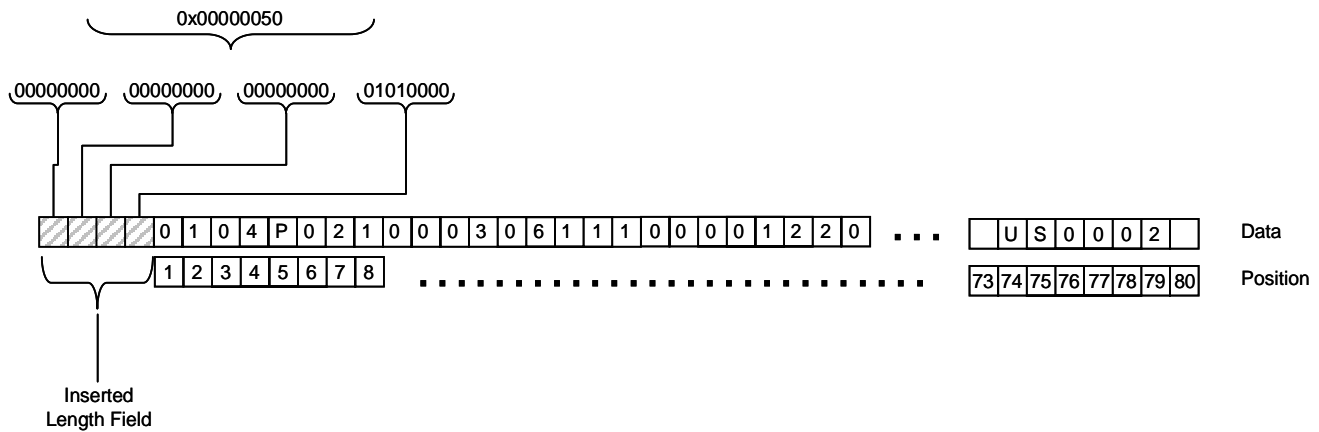 0x00000050
00000000 00000000 00000000 01010000
0 1 0 4 P 0 2 1 0 0 0 3 0 6 1 1 1 0 0 0 0 1 2 2 0 ... U S 0 0 0 2 Data
1 2 3 4 5 6 7 8 73 74 75 76 77 78 79 80 Position
Inserted
Length Field